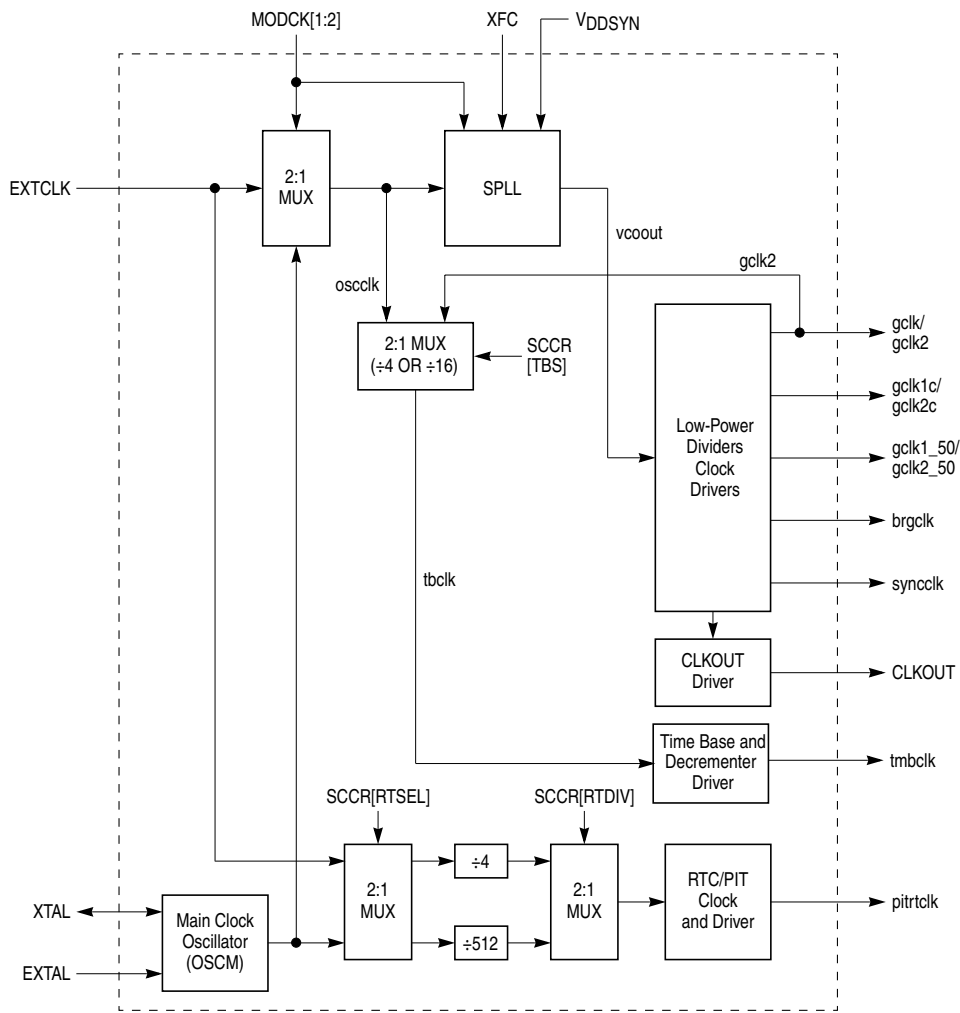 MODCK[1:2]
XFC
VDDSYN
EXTCLK
2:1
MUX
SPLL
vcoout
oscclk
gclk2
2:1 MUX
(÷4 OR ÷16)
SCCR
[TBS]
gclk/
gclk2
gclk1c/
gclk2c
Low-Power
Dividers
Clock
Drivers
gclk1_50/
gclk2_50
brgclk
tbclk
syncclk
CLKOUT
Driver
CLKOUT
Time Base and
Decrementer
Driver
tmbclk
SCCR[RTSEL]
SCCR[RTDIV]
2:1
MUX
÷4
÷512
2:1
MUX
RTC/PIT
Clock
and Driver
pitrtclk
XTAL
EXTAL
Main Clock
Oscillator
(OSCM)